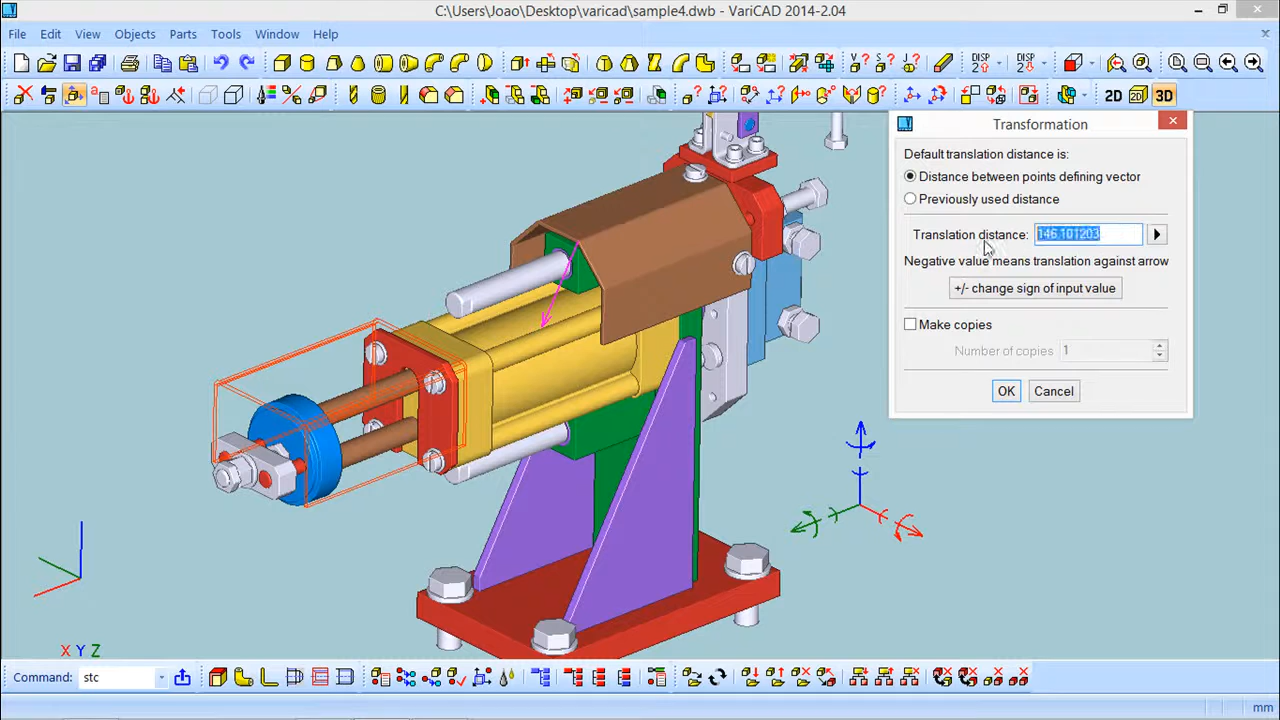 C:\Users\Joao\Desktop\varicad\sample4.dwb - VariCAD 2014-2.04
File Edit View Objects Parts Tools Window Help
DISP DISP
2D 3D
Transformation
Default translation distance is:
Distance between points defining vector
Previously used distance
Translation distance: 146.101203
Negative value means translation against arrow
+/- change sign of input value
Make copies
Number of copies 1
OK Cancel
X Y Z
Command: stc
mm